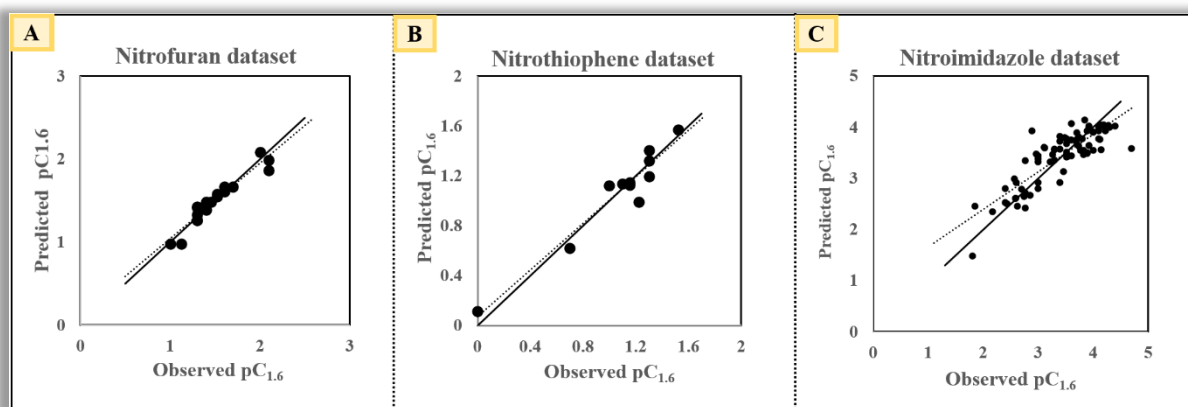 A
Nitrofuran dataset
Predicted pC1.6
3
2
1
0
0 1 2 3
Observed pC₁.₆
B
Nitrothiophene dataset
Predicted pC₁.₆
2
1.6
1.2
0.8
0.4
0
0 0.4 0.8 1.2 1.6 2
Observed pC₁.₆
C
Nitroimidazole dataset
Predicted pC₁.₆
5
4
3
2
1
0
0 1 2 3 4 5
Observed pC₁.₆